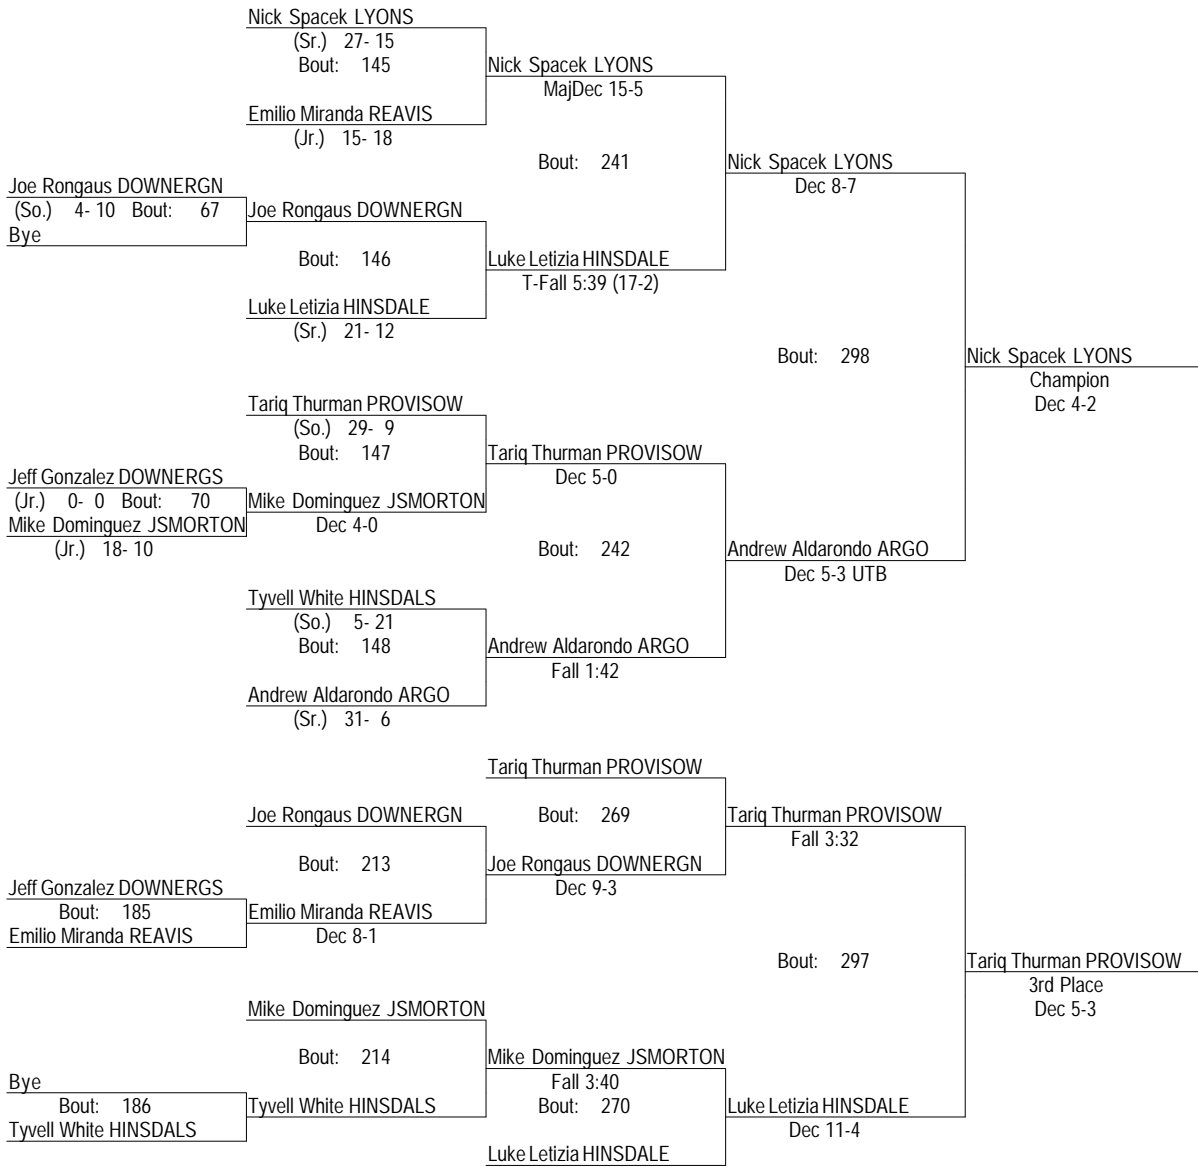 Nick Spacek LYONS
(Sr.) 27- 15
Bout: 145
Nick Spacek LYONS
MajDec 15-5
Emilio Miranda REAVIS
(Jr.) 15- 18
Bout: 241
Nick Spacek LYONS
Dec 8-7
Joe Rongaus DOWNERGN
(So.) 4- 10 Bout: 67
Bye
Joe Rongaus DOWNERGN
Bout: 146
Luke Letizia HINSDALE
T-Fall 5:39 (17-2)
Luke Letizia HINSDALE
(Sr.) 21- 12
Bout: 298
Nick Spacek LYONS
Champion
Dec 4-2
Tariq Thurman PROVISOW
(So.) 29- 9
Bout: 147
Tariq Thurman PROVISOW
Dec 5-0
Jeff Gonzalez DOWNERGS
(Jr.) 0- 0 Bout: 70
Mike Dominguez JSMORTON
(Jr.) 18- 10
Mike Dominguez JSMORTON
Dec 4-0
Bout: 242
Andrew Aldarondo ARGO
Dec 5-3 UTB
Tyvell White HINSDALS
(So.) 5- 21
Bout: 148
Andrew Aldarondo ARGO
Fall 1:42
Andrew Aldarondo ARGO
(Sr.) 31- 6
Tariq Thurman PROVISOW
Bout: 269
Tariq Thurman PROVISOW
Fall 3:32
Joe Rongaus DOWNERGN
Bout: 213
Joe Rongaus DOWNERGN
Dec 9-3
Jeff Gonzalez DOWNERGS
Bout: 185
Emilio Miranda REAVIS
Emilio Miranda REAVIS
Dec 8-1
Bout: 297
Tariq Thurman PROVISOW
3rd Place
Dec 5-3
Mike Dominguez JSMORTON
Bout: 214
Mike Dominguez JSMORTON
Fall 3:40
Bout: 270
Bye
Bout: 186
Tyvell White HINSDALS
Tyvell White HINSDALS
Luke Letizia HINSDALE
Dec 11-4
Luke Letizia HINSDALE